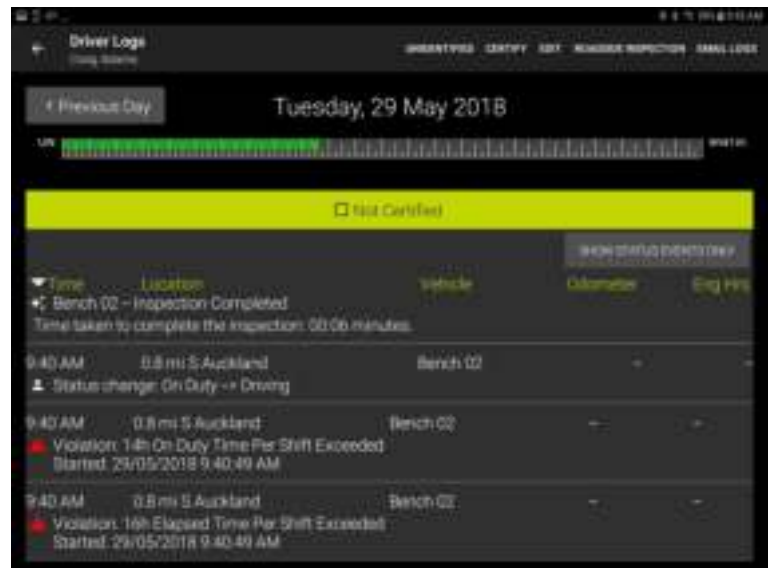 Driver Logs
UNIDENTIFIED CERTIFY EDIT ROADSIDE INSPECTION EMAIL LOGS
< Previous Day
Tuesday, 29 May 2018
Not Certified
SHOW STATUS EVENTS ONLY
Time Location Vehicle Odometer Eng Hrs
Bench 02 – Inspection Completed
Time taken to complete the inspection: 00:06 minutes.
9:40 AM 0.8 mi S Auckland Bench 02 – –
Status change: On Duty –> Driving
9:40 AM 0.8 mi S Auckland Bench 02 – –
Violation: 14h On Duty Time Per Shift Exceeded
Started: 29/05/2018 9:40:49 AM
9:40 AM 0.8 mi S Auckland Bench 02 – –
Violation: 16h Elapsed Time Per Shift Exceeded
Started: 29/05/2018 9:40:49 AM